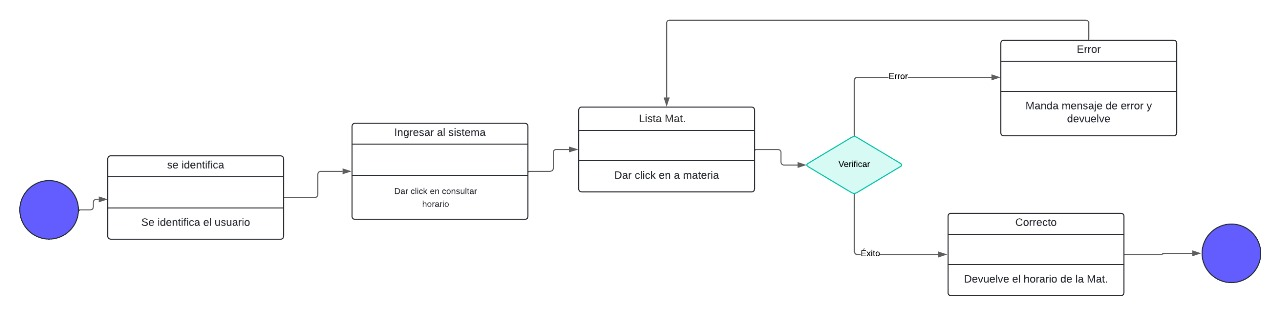 se identifica
Se identifica el usuario
Ingresar al sistema
Dar click en consultar
horario
Lista Mat.
Dar click en a materia
Verificar
Error
Error
Manda mensaje de error y
devuelve
Éxito
Correcto
Devuelve el horario de la Mat.